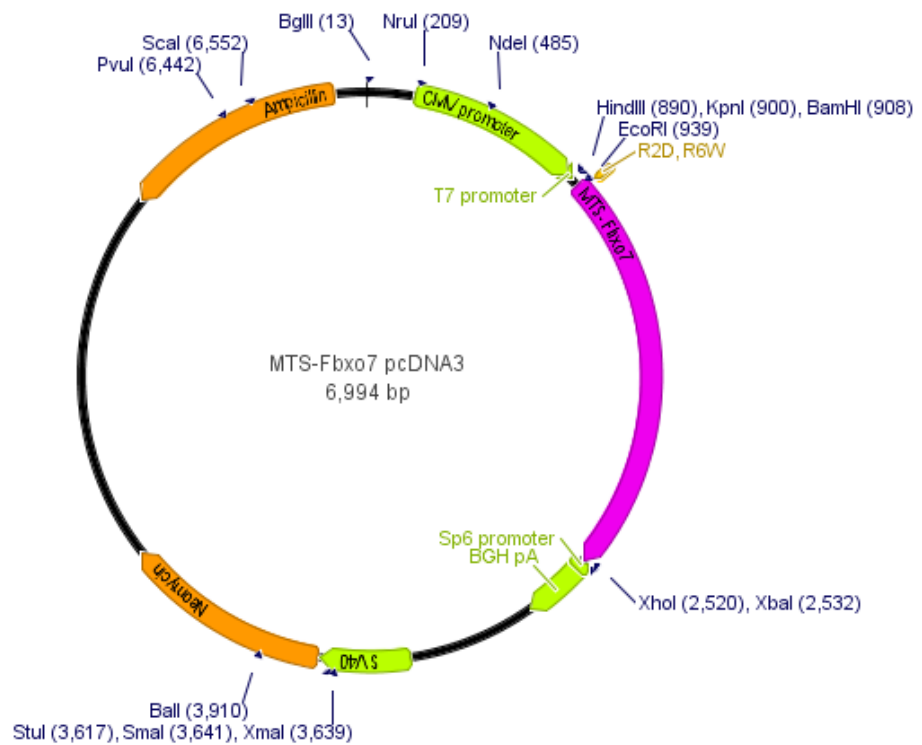 BglII (13)
NruI (209)
ScaI (6,552)
NdeI (485)
PvuI (6,442)
Ampicillin
CMV promoter
HindIII (890), KpnI (900), BamHI (908)
EcoRI (939)
R2D, R6W
T7 promoter
MTS-Fbxo7
MTS-Fbxo7 pcDNA3
6,994 bp
Sp6 promoter
BGH pA
XhoI (2,520), XbaI (2,532)
Neomycin
SV40
BalI (3,910)
StuI (3,617), SmaI (3,641), XmaI (3,639)